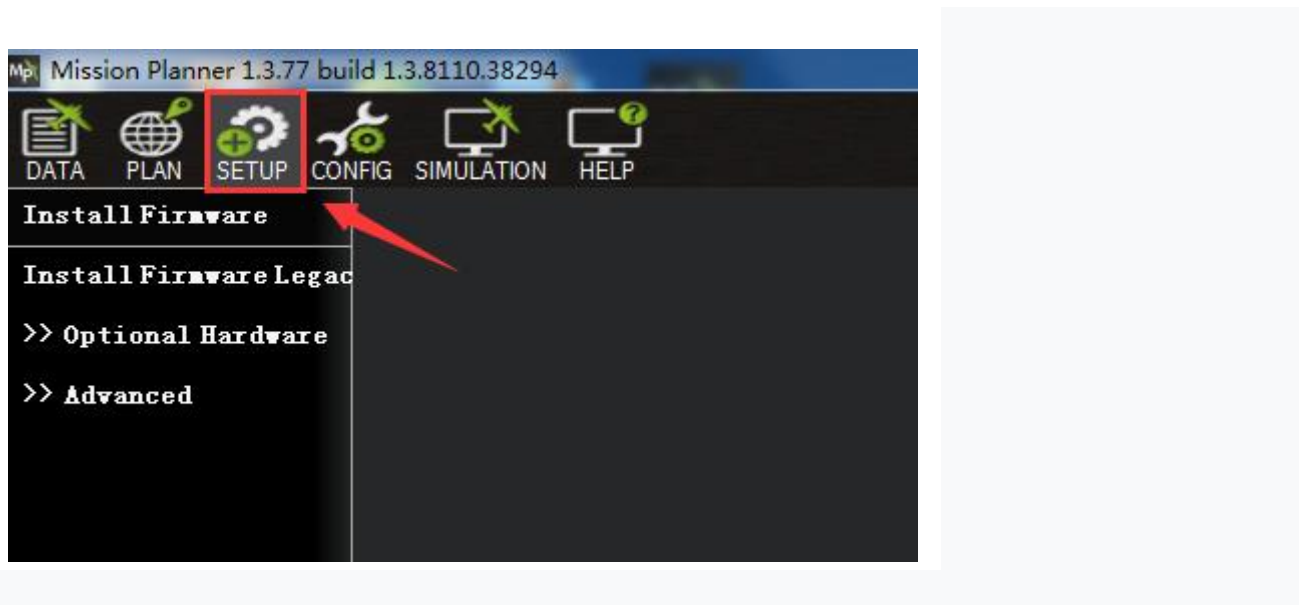 Mission Planner 1.3.77 build 1.3.8110.38294
DATA PLAN SETUP CONFIG SIMULATION HELP
Install Firmware
Install Firmware Legac
>> Optional Hardware
>> Advanced